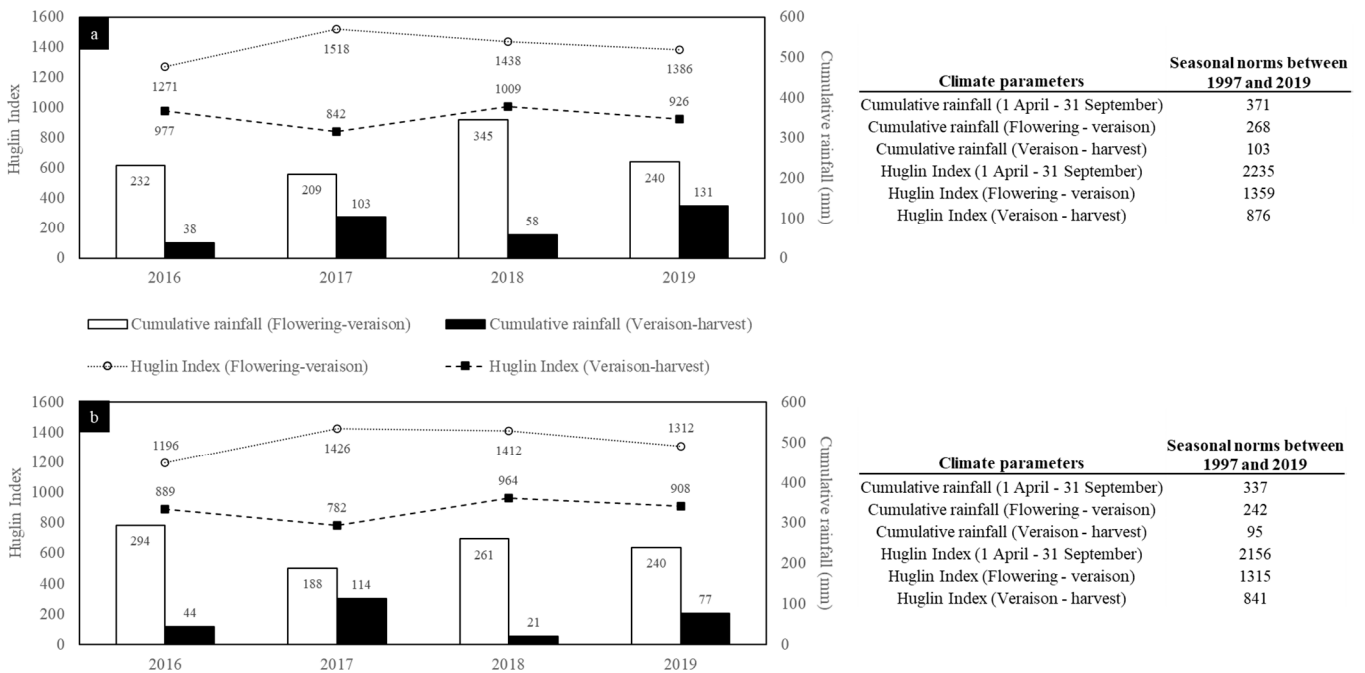 a
1600
1400
1200
1000
800
600
400
200
0
Huglin Index
600
500
400
300
200
100
0
Cumulative rainfall (mm)
1271
1518
1438
1386
977
842
1009
926
232
38
209
103
345
58
240
131
2016
2017
2018
2019
Climate parameters
Seasonal norms between
1997 and 2019
Cumulative rainfall (1 April - 31 September) 371
Cumulative rainfall (Flowering - veraison) 268
Cumulative rainfall (Veraison - harvest) 103
Huglin Index (1 April - 31 September) 2235
Huglin Index (Flowering - veraison) 1359
Huglin Index (Veraison - harvest) 876
Cumulative rainfall (Flowering-veraison)
Cumulative rainfall (Veraison-harvest)
Huglin Index (Flowering-veraison)
Huglin Index (Veraison-harvest)
b
1600
1400
1200
1000
800
600
400
200
0
Huglin Index
600
500
400
300
200
100
0
Cumulative rainfall (mm)
1196
1426
1412
1312
889
782
964
908
294
44
188
114
261
21
240
77
2016
2017
2018
2019
Climate parameters
Seasonal norms between
1997 and 2019
Cumulative rainfall (1 April - 31 September) 337
Cumulative rainfall (Flowering - veraison) 242
Cumulative rainfall (Veraison - harvest) 95
Huglin Index (1 April - 31 September) 2156
Huglin Index (Flowering - veraison) 1315
Huglin Index (Veraison - harvest) 841